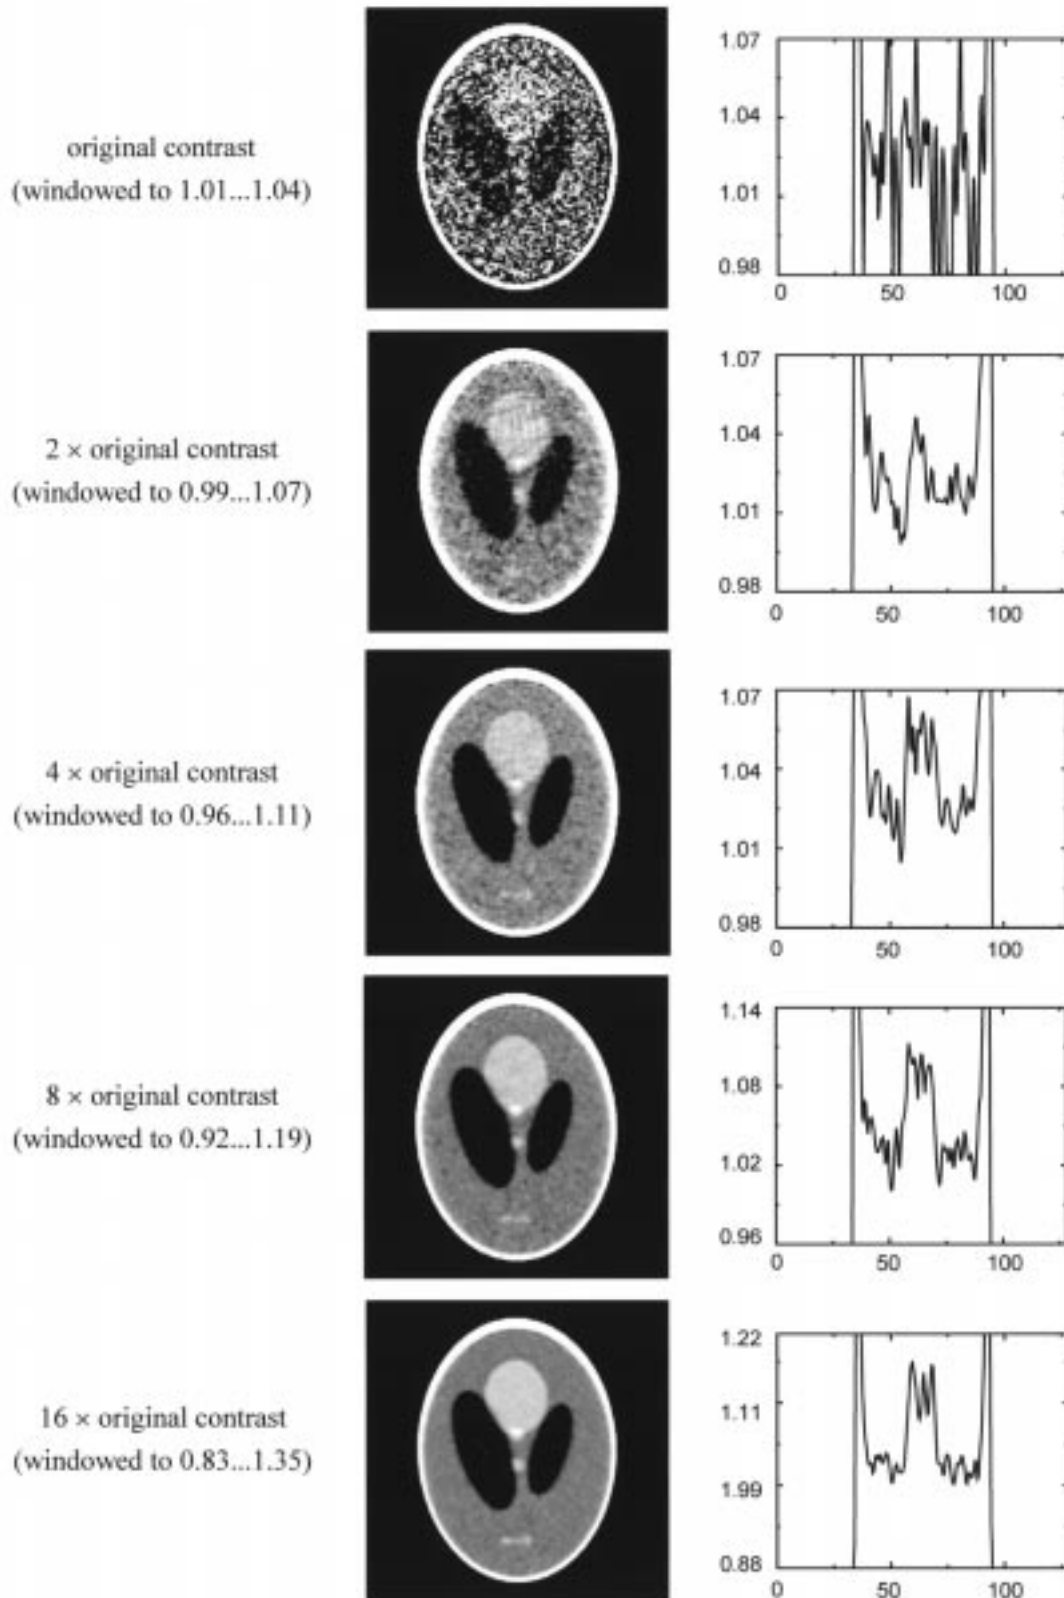 original contrast
(windowed to 1.01...1.04)
1.07
1.04
1.01
0.98
0 50 100
2 × original contrast
(windowed to 0.99...1.07)
1.07
1.04
1.01
0.98
0 50 100
4 × original contrast
(windowed to 0.96...1.11)
1.07
1.04
1.01
0.98
0 50 100
8 × original contrast
(windowed to 0.92...1.19)
1.14
1.08
1.02
0.96
0 50 100
16 × original contrast
(windowed to 0.83...1.35)
1.22
1.11
1.99
0.88
0 50 100